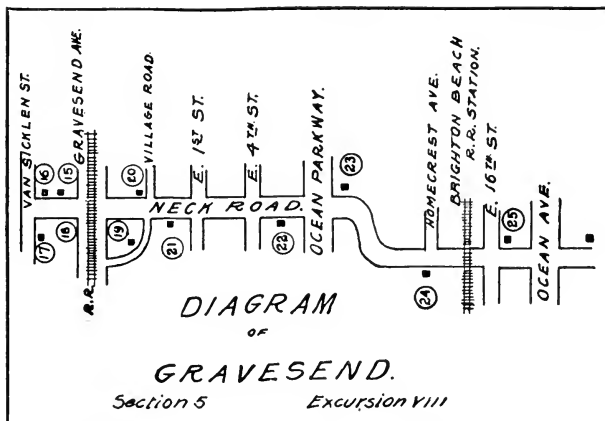 VAN SICKLEN ST.
GRAVESEND AVE.
VILLAGE ROAD.
E. 1ST ST.
E. 4TH ST.
OCEAN PARKWAY.
HOMECREST AVE.
BRIGHTON BEACH
R.R. STATION.
E. 16TH ST.
OCEAN AVE.
16
15
20
23
NECK ROAD.
17
18
19
21
22
25
24
R.R.
DIAGRAM
OF
GRAVESEND.
Section 5 Excursion VIII